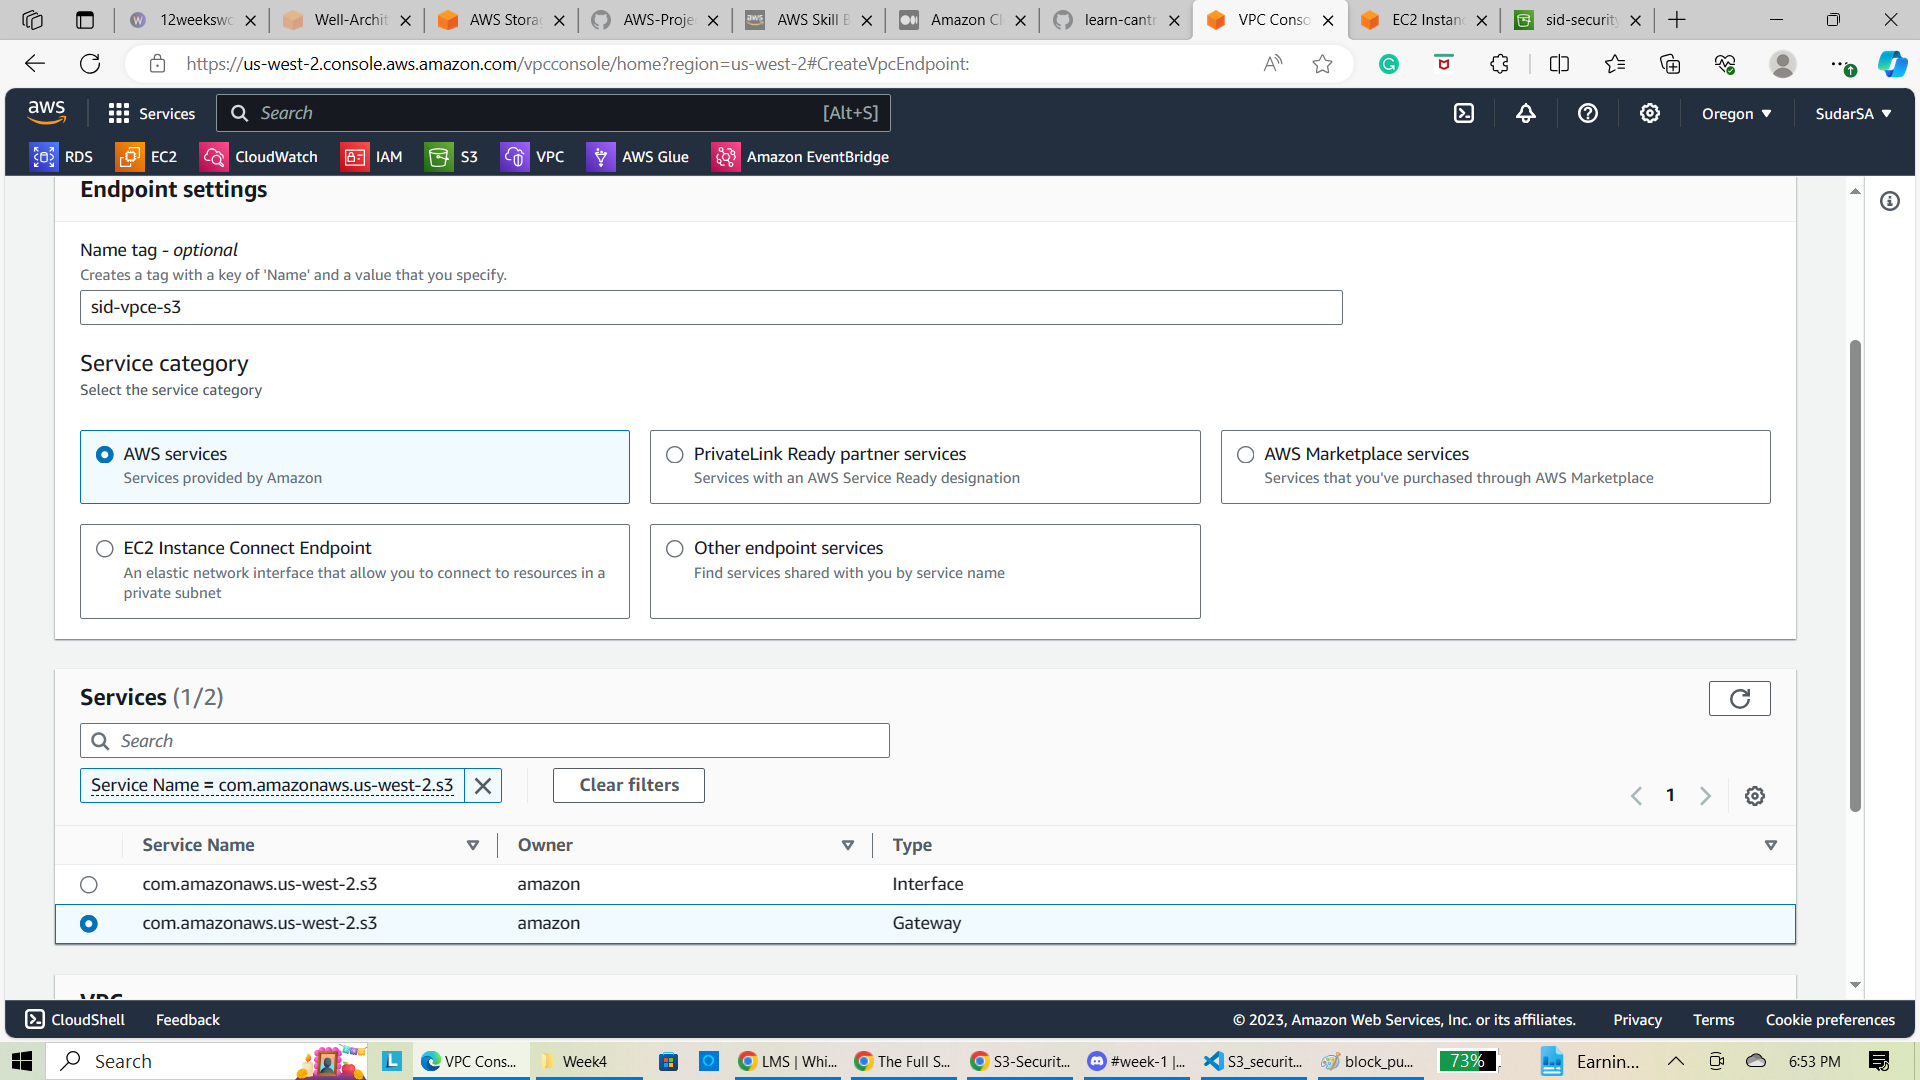 12weekswo
Well-Archit
AWS Storag
AWS-Projec
AWS Skill B
Amazon Cl
learn-cantr
VPC Conso
EC2 Instanc
sid-security
https://us-west-2.console.aws.amazon.com/vpcconsole/home?region=us-west-2#CreateVpcEndpoint:
aws
Services
Search
[Alt+S]
Oregon
SudarSA
RDS
EC2
CloudWatch
IAM
S3
VPC
AWS Glue
Amazon EventBridge
Endpoint settings
Name tag - optional
Creates a tag with a key of 'Name' and a value that you specify.
sid-vpce-s3
Service category
Select the service category
AWS services
Services provided by Amazon
PrivateLink Ready partner services
Services with an AWS Service Ready designation
AWS Marketplace services
Services that you've purchased through AWS Marketplace
EC2 Instance Connect Endpoint
An elastic network interface that allow you to connect to resources in a
private subnet
Other endpoint services
Find services shared with you by service name
Services (1/2)
Search
Service Name = com.amazonaws.us-west-2.s3
Clear filters
1
Service Name
Owner
Type
com.amazonaws.us-west-2.s3
amazon
Interface
com.amazonaws.us-west-2.s3
amazon
Gateway
VPC
CloudShell
Feedback
© 2023, Amazon Web Services, Inc. or its affiliates.
Privacy
Terms
Cookie preferences
Search
VPC Cons...
Week4
LMS | Whi...
The Full S...
S3-Securit...
#week-1 |...
S3_securit...
block_pu...
73%
Earnin...
6:53 PM